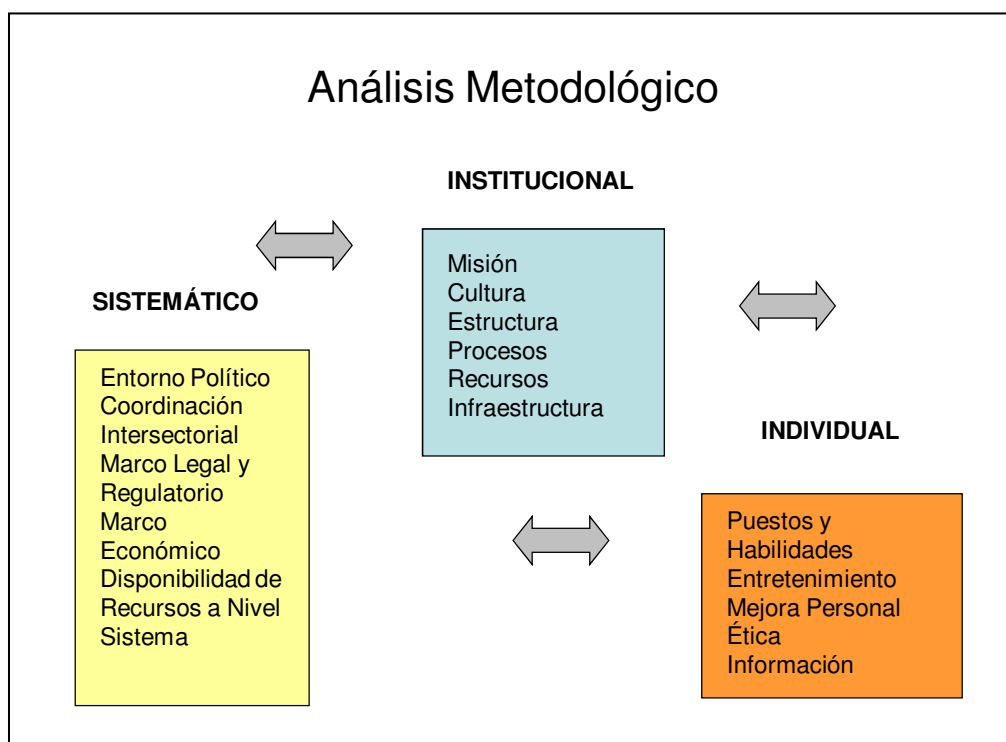 Análisis Metodológico
INSTITUCIONAL
Misión
Cultura
Estructura
Procesos
Recursos
Infraestructura
SISTEMÁTICO
Entorno Político
Coordinación
Intersectorial
Marco Legal y
Regulatorio
Marco
Económico
Disponibilidad de
Recursos a Nivel
Sistema
INDIVIDUAL
Puestos y
Habilidades
Entretenimiento
Mejora Personal
Ética
Información